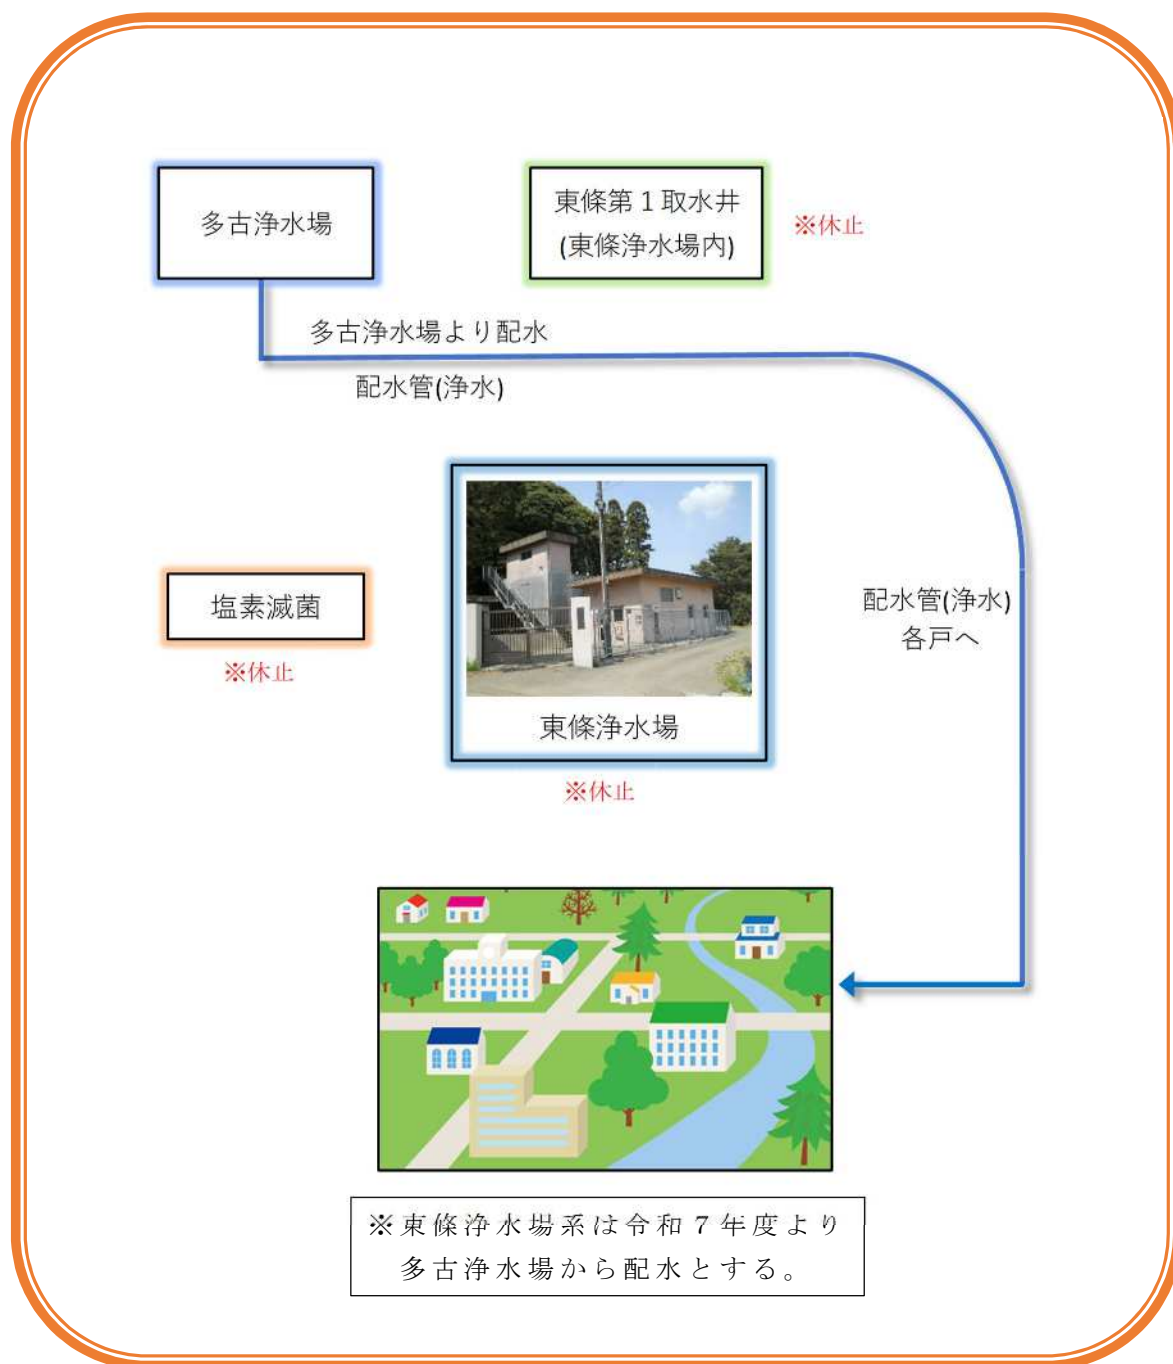 多古浄水場
東條第１取水井
(東條浄水場内)
※休止
多古浄水場より配水
配水管(浄水)
塩素滅菌
※休止
東條浄水場
※休止
配水管(浄水)
各戸へ
※東條浄水場系は令和７年度より
多古浄水場から配水とする。